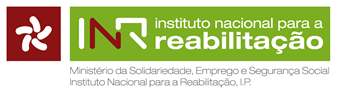 INR instituto nacional para a
reabilitação
Ministério da Solidariedade, Emprego e Segurança Social
Instituto Nacional para a Reabilitação, I.P.